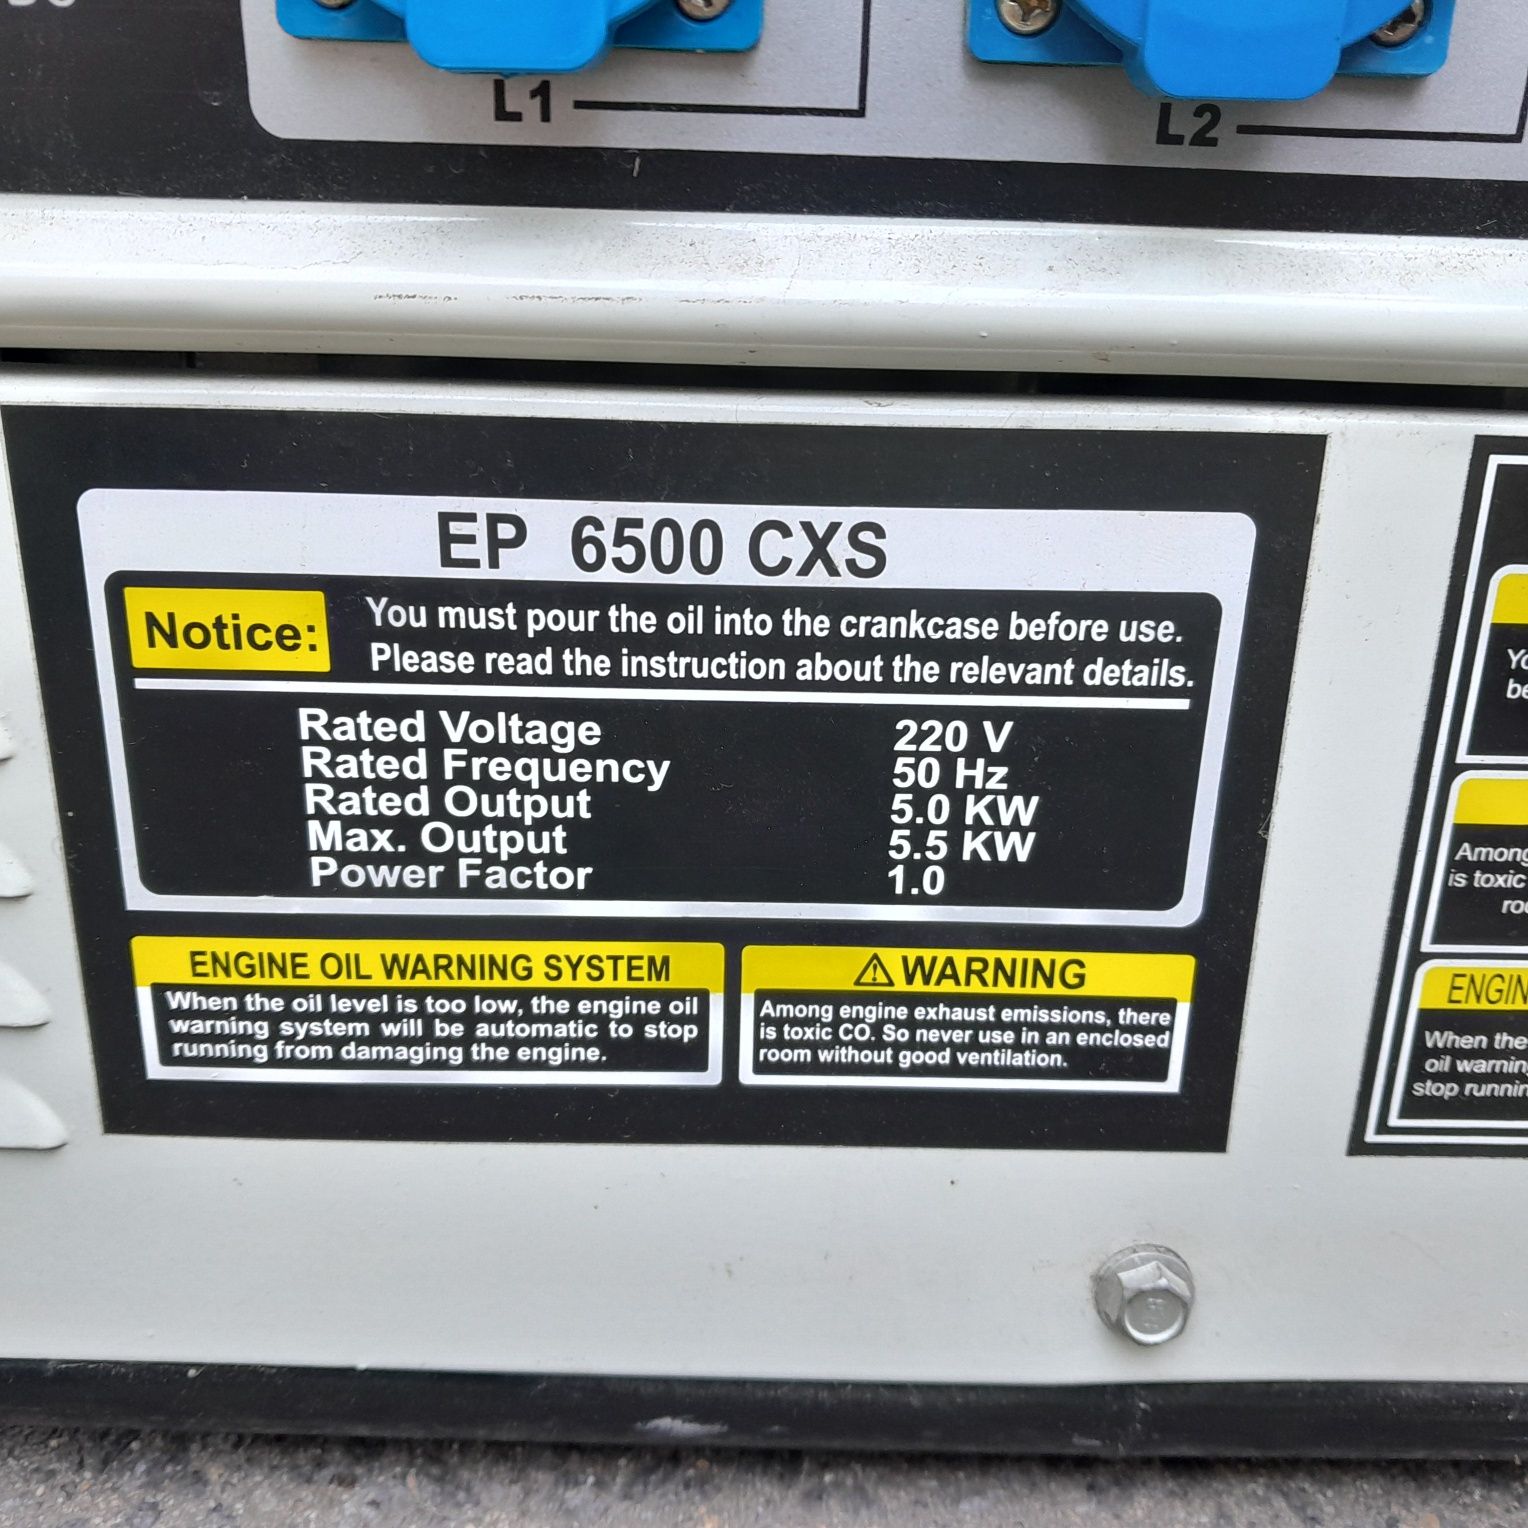 L1
L2
EP 6500 CXS
Notice:
You must pour the oil into the crankcase before use.
Please read the instruction about the relevant details.
Rated Voltage 220 V
Rated Frequency 50 Hz
Rated Output 5.0 KW
Max. Output 5.5 KW
Power Factor 1.0
ENGINE OIL WARNING SYSTEM
When the oil level is too low, the engine oil
warning system will be automatic to stop
running from damaging the engine.
WARNING
Among engine exhaust emissions, there
is toxic CO. So never use in an enclosed
room without good ventilation.
Among
is toxic
When the
oil warning
stop